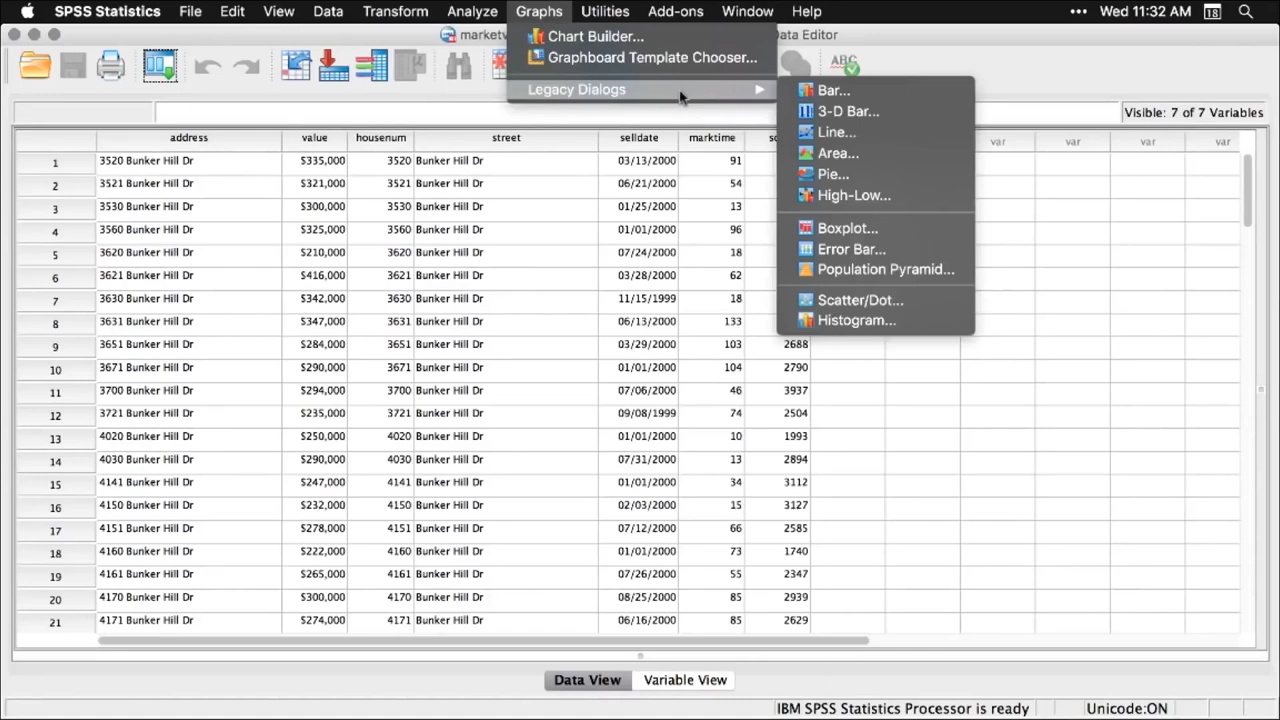 SPSS Statistics File Edit View Data Transform Analyze Graphs Utilities Add-ons Window Help ••• Wed 11:32 AM 18
Data Editor
Chart Builder...
Graphboard Template Chooser...
Legacy Dialogs
Bar...
3-D Bar...
Line...
Area...
Pie...
High-Low...
Boxplot...
Error Bar...
Population Pyramid...
Scatter/Dot...
Histogram...
ABC
Visible: 7 of 7 Variables
address value housenum street selldate marktime var var var var
1 3520 Bunker Hill Dr $335,000 3520 Bunker Hill Dr 03/13/2000 91
2 3521 Bunker Hill Dr $321,000 3521 Bunker Hill Dr 06/21/2000 54
3 3530 Bunker Hill Dr $300,000 3530 Bunker Hill Dr 01/25/2000 13
4 3560 Bunker Hill Dr $325,000 3560 Bunker Hill Dr 01/01/2000 96
5 3620 Bunker Hill Dr $210,000 3620 Bunker Hill Dr 07/24/2000 18
6 3621 Bunker Hill Dr $416,000 3621 Bunker Hill Dr 03/28/2000 62
7 3630 Bunker Hill Dr $342,000 3630 Bunker Hill Dr 11/15/1999 18
8 3631 Bunker Hill Dr $347,000 3631 Bunker Hill Dr 06/13/2000 133
9 3651 Bunker Hill Dr $284,000 3651 Bunker Hill Dr 03/29/2000 103 2688
10 3671 Bunker Hill Dr $290,000 3671 Bunker Hill Dr 01/01/2000 104 2790
11 3700 Bunker Hill Dr $294,000 3700 Bunker Hill Dr 07/06/2000 46 3937
12 3721 Bunker Hill Dr $235,000 3721 Bunker Hill Dr 09/08/1999 74 2504
13 4020 Bunker Hill Dr $250,000 4020 Bunker Hill Dr 01/01/2000 10 1993
14 4030 Bunker Hill Dr $290,000 4030 Bunker Hill Dr 07/31/2000 13 2894
15 4141 Bunker Hill Dr $247,000 4141 Bunker Hill Dr 01/01/2000 34 3112
16 4150 Bunker Hill Dr $232,000 4150 Bunker Hill Dr 02/03/2000 15 3127
17 4151 Bunker Hill Dr $278,000 4151 Bunker Hill Dr 07/12/2000 66 2585
18 4160 Bunker Hill Dr $222,000 4160 Bunker Hill Dr 01/01/2000 73 1740
19 4161 Bunker Hill Dr $265,000 4161 Bunker Hill Dr 07/26/2000 55 2347
20 4170 Bunker Hill Dr $300,000 4170 Bunker Hill Dr 08/25/2000 85 2939
21 4171 Bunker Hill Dr $274,000 4171 Bunker Hill Dr 06/16/2000 85 2629
Data View Variable View
IBM SPSS Statistics Processor is ready Unicode:ON